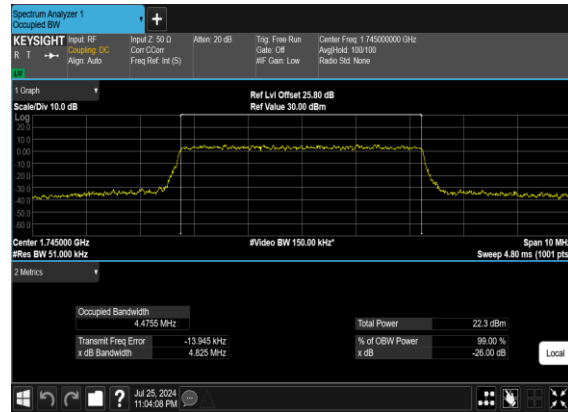 Spectrum Analyzer 1
Occupied BW
+
KEYSIGHT Input: RF Input Z: 50 Ω Atten: 20 dB Trig: Free Run Center Freq: 1.745000000 GHz
R T Coupling: DC Corr CCorr Gate: Off Avg|Hold: 100/100
Align: Auto Freq Ref: Int (S) #IF Gain: Low Radio Std: None
LXI
1 Graph
Ref Lvl Offset 25.80 dB
Scale/Div 10.0 dB Ref Value 30.00 dBm
Log
20.0
10.0
0.00
-10.0
-20.0
-30.0
-40.0
-50.0
-60.0
Center 1.745000 GHz #Video BW 150.00 kHz* Span 10 MHz
#Res BW 51.000 kHz Sweep 4.80 ms (1001 pts
2 Metrics
Occupied Bandwidth
4.4755 MHz Total Power 22.3 dBm
Transmit Freq Error -13.945 kHz % of OBW Power 99.00 %
x dB Bandwidth 4.825 MHz x dB -26.00 dB
Local
? Jul 25, 2024
11:04:08 PM